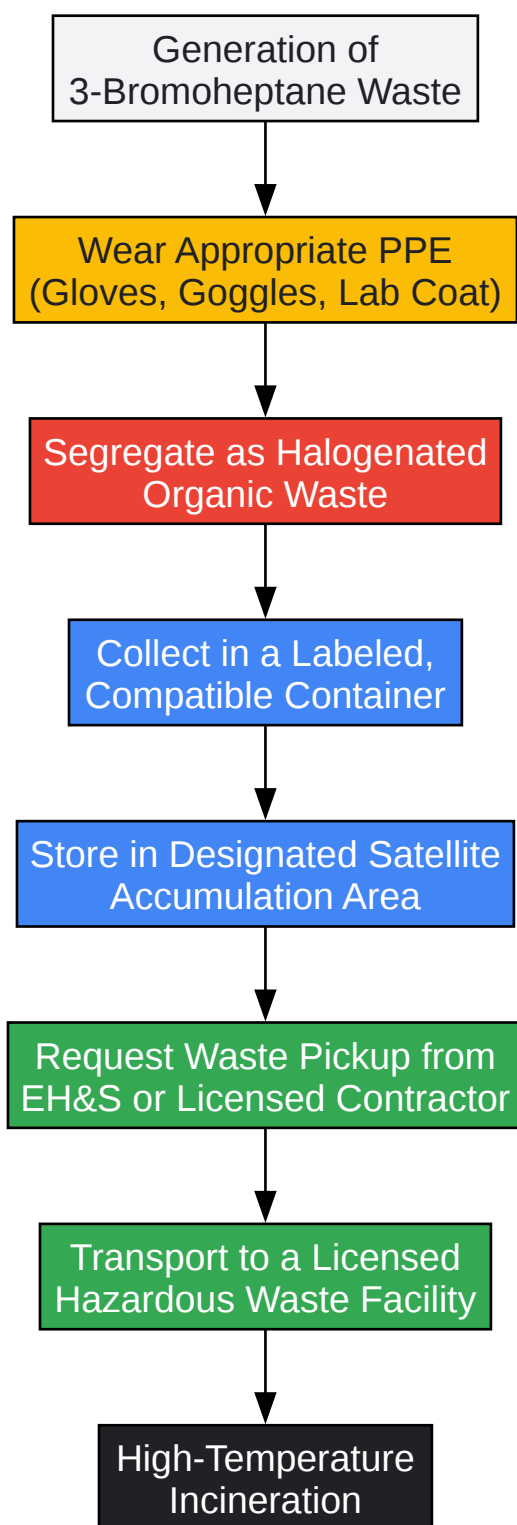 Generation of
3-Bromoheptane Waste
Wear Appropriate PPE
(Gloves, Goggles, Lab Coat)
Segregate as Halogenated
Organic Waste
Collect in a Labeled,
Compatible Container
Store in Designated Satellite
Accumulation Area
Request Waste Pickup from
EH&S or Licensed Contractor
Transport to a Licensed
Hazardous Waste Facility
High-Temperature
Incineration